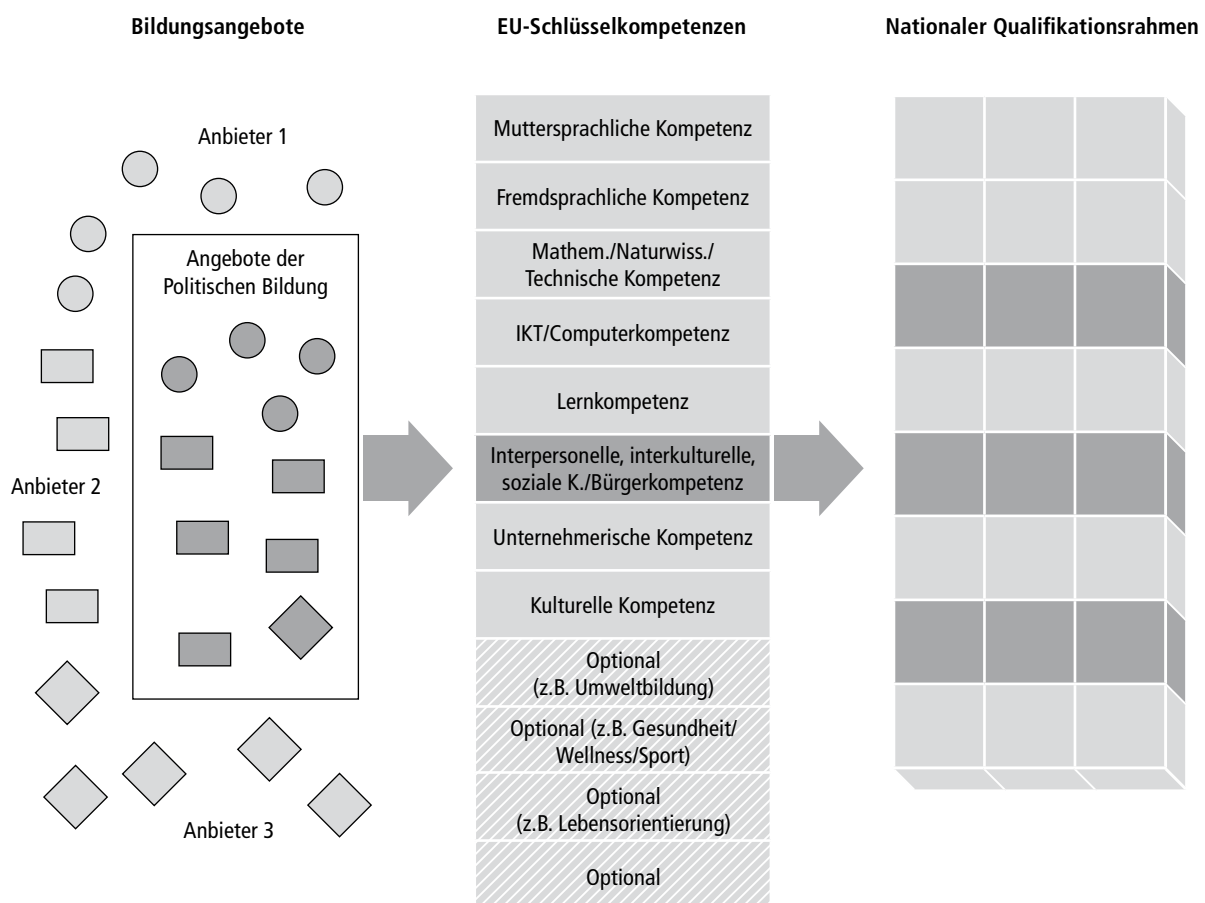 Bildungsangebote
EU-Schlüsselkompetenzen
Nationaler Qualifikationsrahmen
Anbieter 1
Angebote der
Politischen Bildung
Anbieter 2
Anbieter 3
Muttersprachliche Kompetenz
Fremdsprachliche Kompetenz
Mathem./Naturwiss./
Technische Kompetenz
IKT/Computerkompetenz
Lernkompetenz
Interpersonelle, interkulturelle,
soziale K./Bürgerkompetenz
Unternehmerische Kompetenz
Kulturelle Kompetenz
Optional
(z.B. Umweltbildung)
Optional (z.B. Gesundheit/
Wellness/Sport)
Optional
(z.B. Lebensorientierung)
Optional